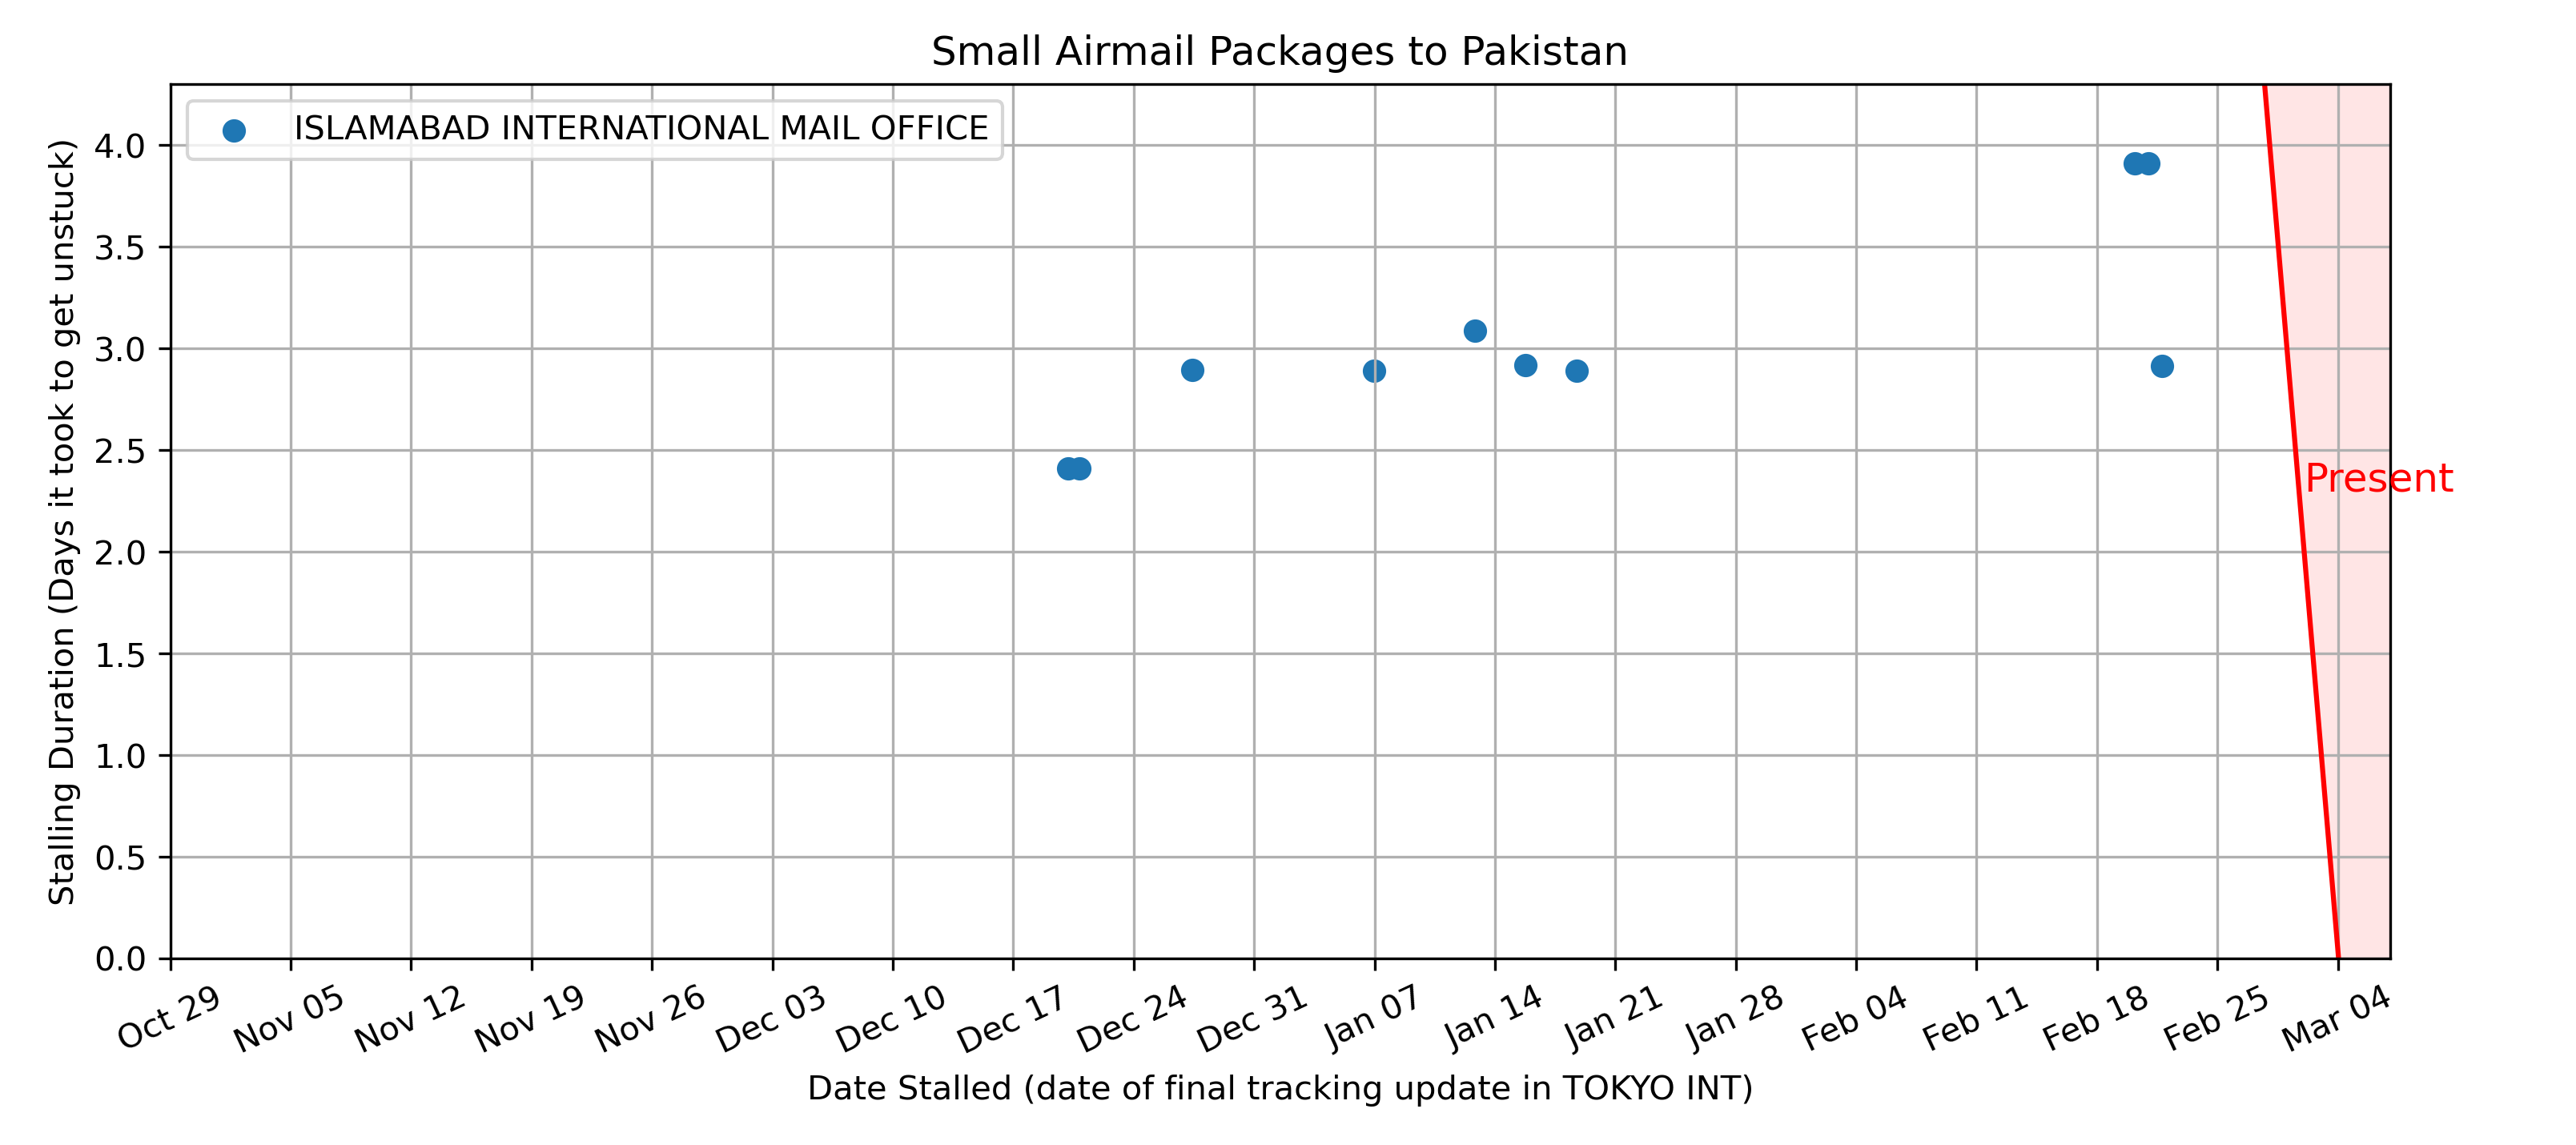 Small Airmail Packages to Pakistan
ISLAMABAD INTERNATIONAL MAIL OFFICE
Stalling Duration (Days it took to get unstuck)
4.0
3.5
3.0
2.5
2.0
1.5
1.0
0.5
0.0
Present
Oct 29 Nov 05 Nov 12 Nov 19 Nov 26 Dec 03 Dec 10 Dec 17 Dec 24 Dec 31 Jan 07 Jan 14 Jan 21 Jan 28 Feb 04 Feb 11 Feb 18 Feb 25 Mar 04
Date Stalled (date of final tracking update in TOKYO INT)